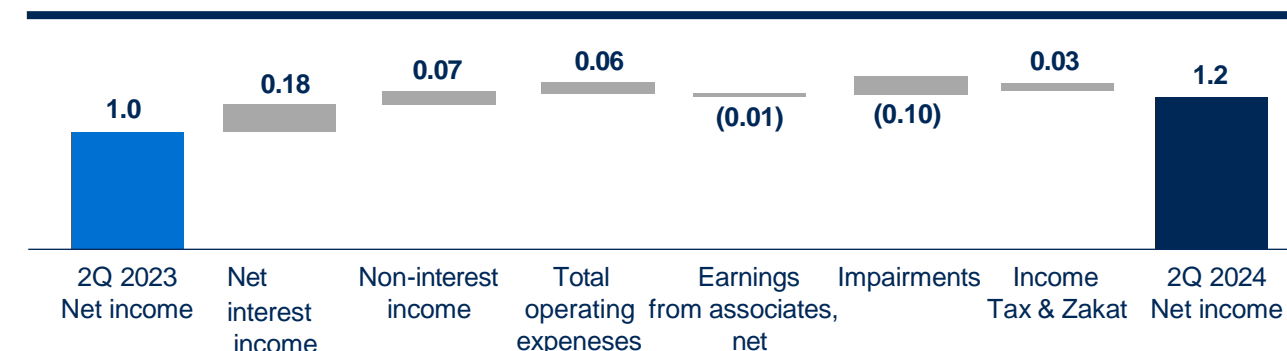 1.0
0.18
0.07
0.06
(0.01)
(0.10)
0.03
1.2
2Q 2023
Net income
Net
interest
income
Non-interest
income
Total
operating
expeneses
Earnings
from associates,
net
Impairments
Income
Tax & Zakat
2Q 2024
Net income